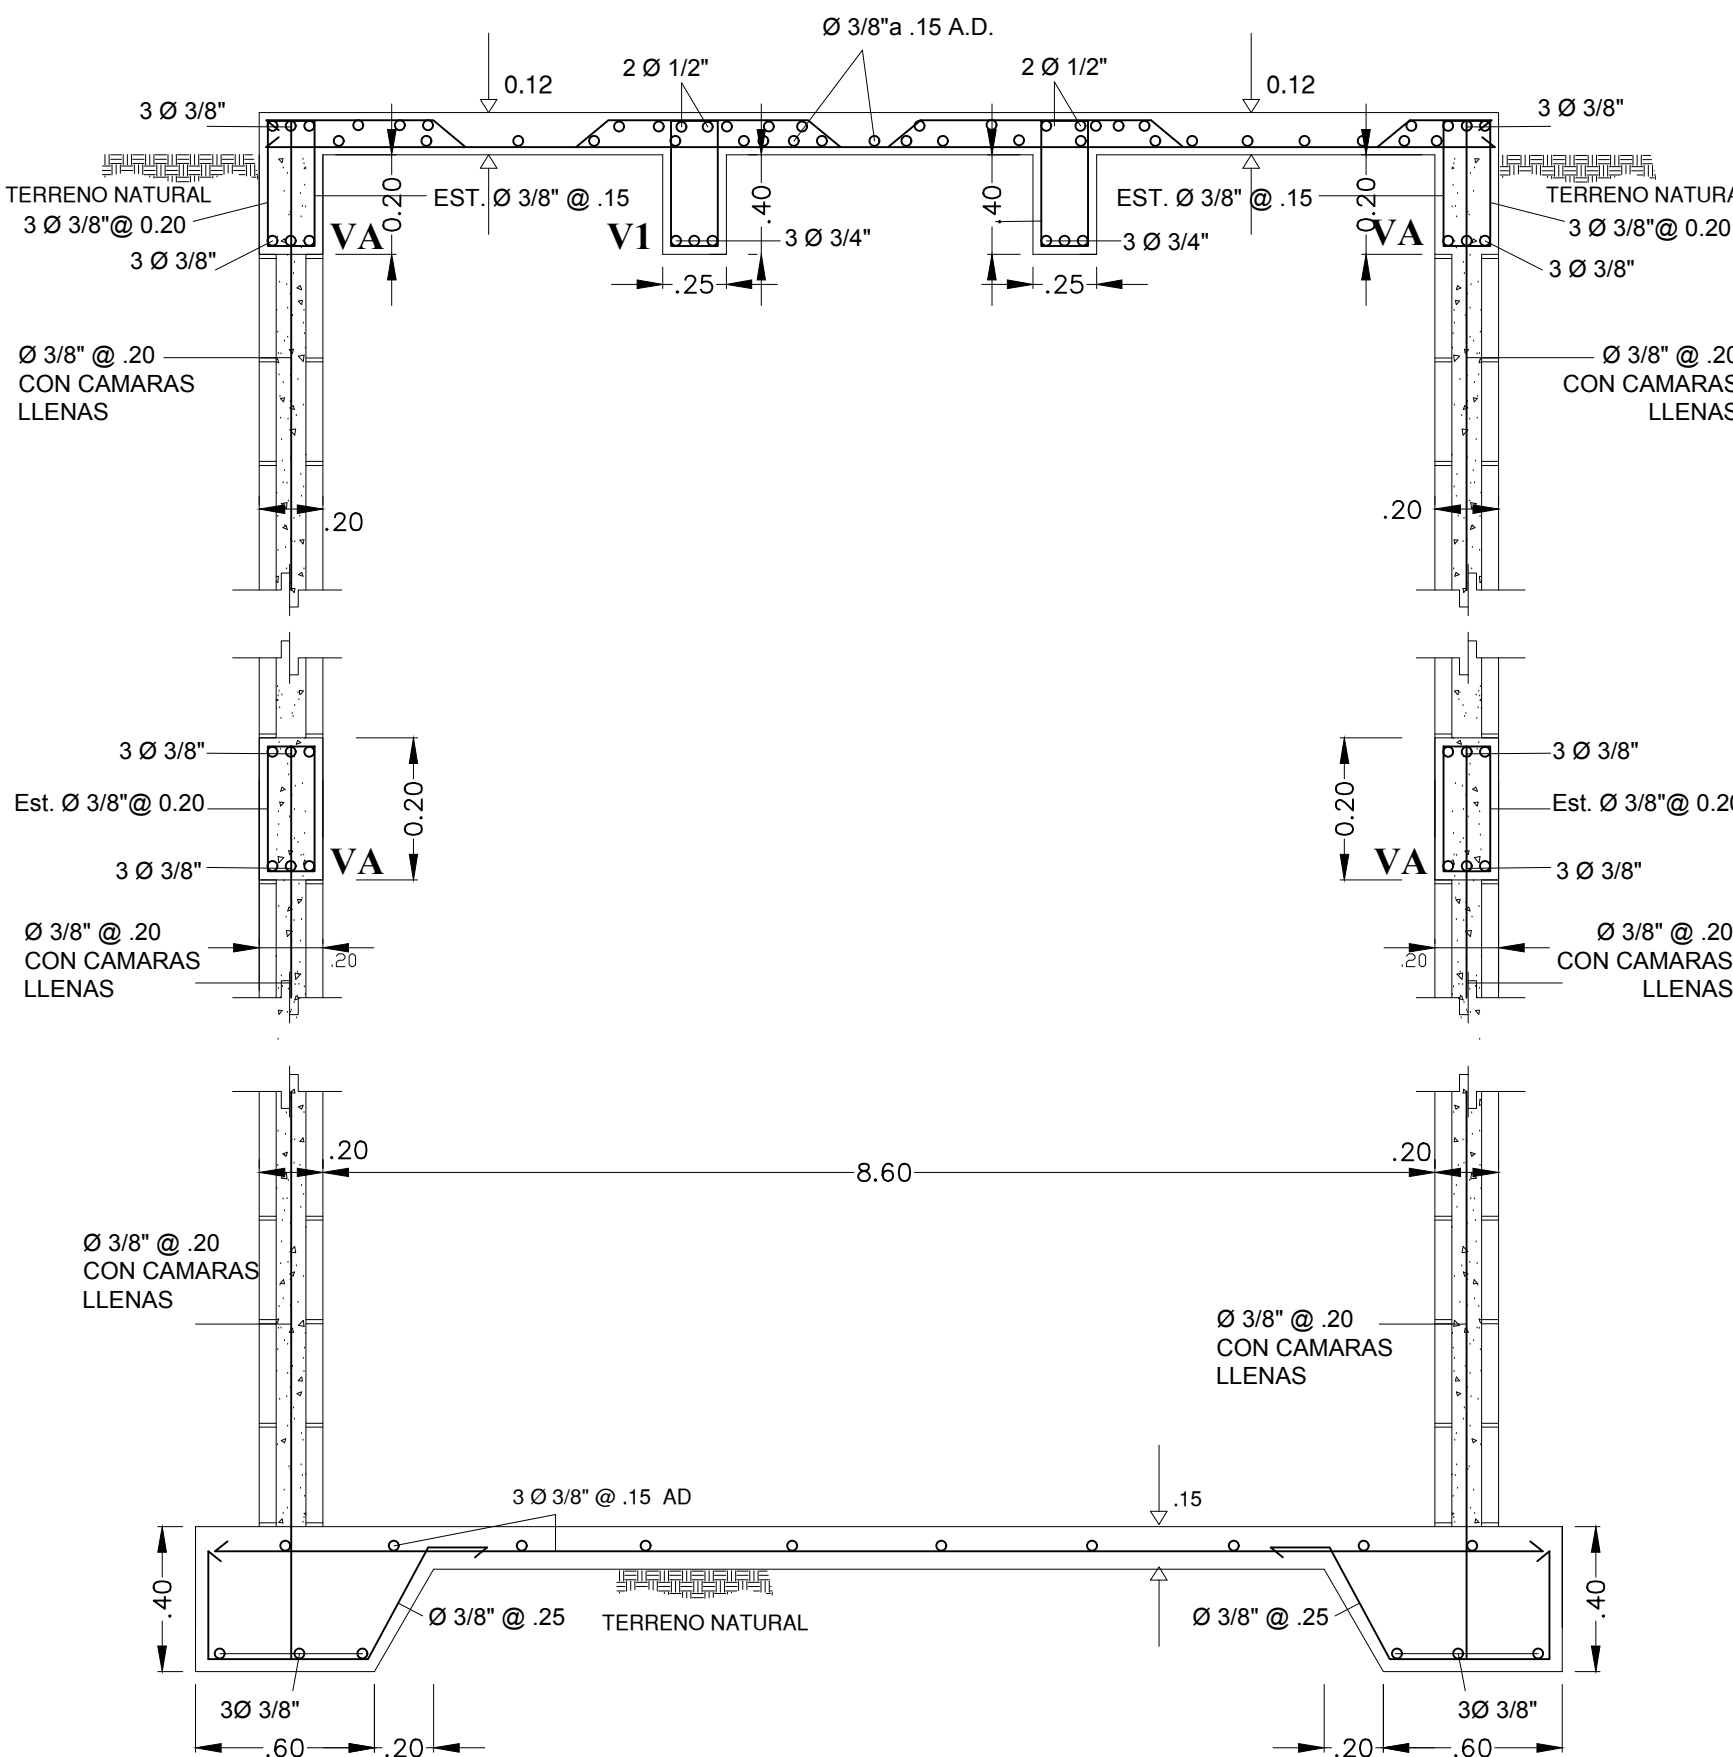 Ø 3/8"a .15 A.D.
2 Ø 1/2"
2 Ø 1/2"
0.12
0.12
3 Ø 3/8"
3 Ø 3/8"
TERRENO NATURAL
TERRENO NATURA
3 Ø 3/8"@ 0.20
3 Ø 3/8"@ 0.20
3 Ø 3/8"
3 Ø 3/8"
VA
0.20
EST. Ø 3/8" @ .15
V1
.40
3 Ø 3/4"
.25
.40
3 Ø 3/4"
.25
EST. Ø 3/8" @ .15
0.20
VA
Ø 3/8" @ .20
CON CAMARAS
LLENAS
Ø 3/8" @ .20
CON CAMARAS
LLENAS
.20
.20
3 Ø 3/8"
3 Ø 3/8"
Est. Ø 3/8"@ 0.20
0.20
0.20
Est. Ø 3/8"@ 0.20
3 Ø 3/8"
VA
VA
3 Ø 3/8"
Ø 3/8" @ .20
CON CAMARAS
LLENAS
.20
.20
Ø 3/8" @ .20
CON CAMARAS
LLENAS
.20
8.60
.20
Ø 3/8" @ .20
CON CAMARAS
LLENAS
Ø 3/8" @ .20
CON CAMARAS
LLENAS
3 Ø 3/8" @ .15 AD
.15
.40
Ø 3/8" @ .25
TERRENO NATURAL
Ø 3/8" @ .25
.40
3Ø 3/8"
3Ø 3/8"
.60
.20
.20
.60